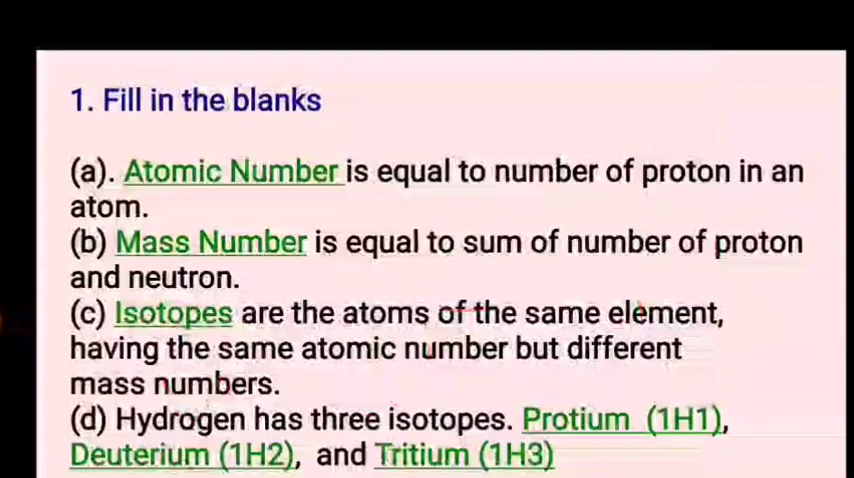 1. Fill in the blanks
(a). Atomic Number is equal to number of proton in an
atom.
(b) Mass Number is equal to sum of number of proton
and neutron.
(c) Isotopes are the atoms of the same element,
having the same atomic number but different
mass numbers.
(d) Hydrogen has three isotopes. Protium (1H1),
Deuterium (1H2), and Tritium (1H3)